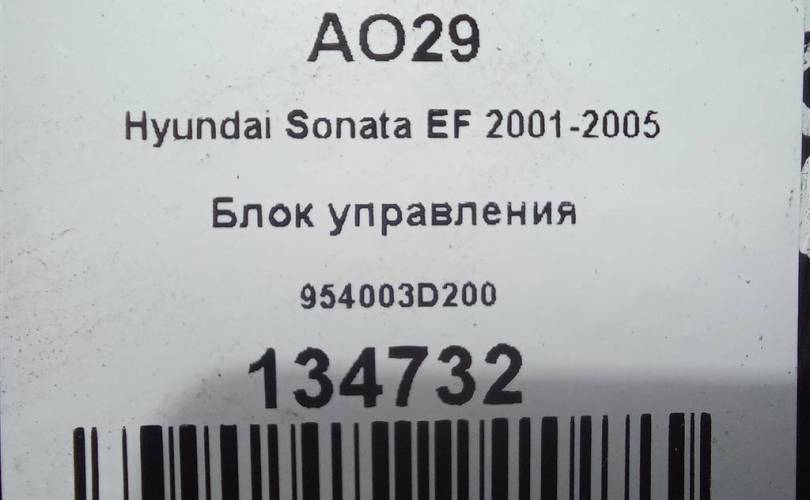 AO29
Hyundai Sonata EF 2001-2005
Блок управления
954003D200
134732